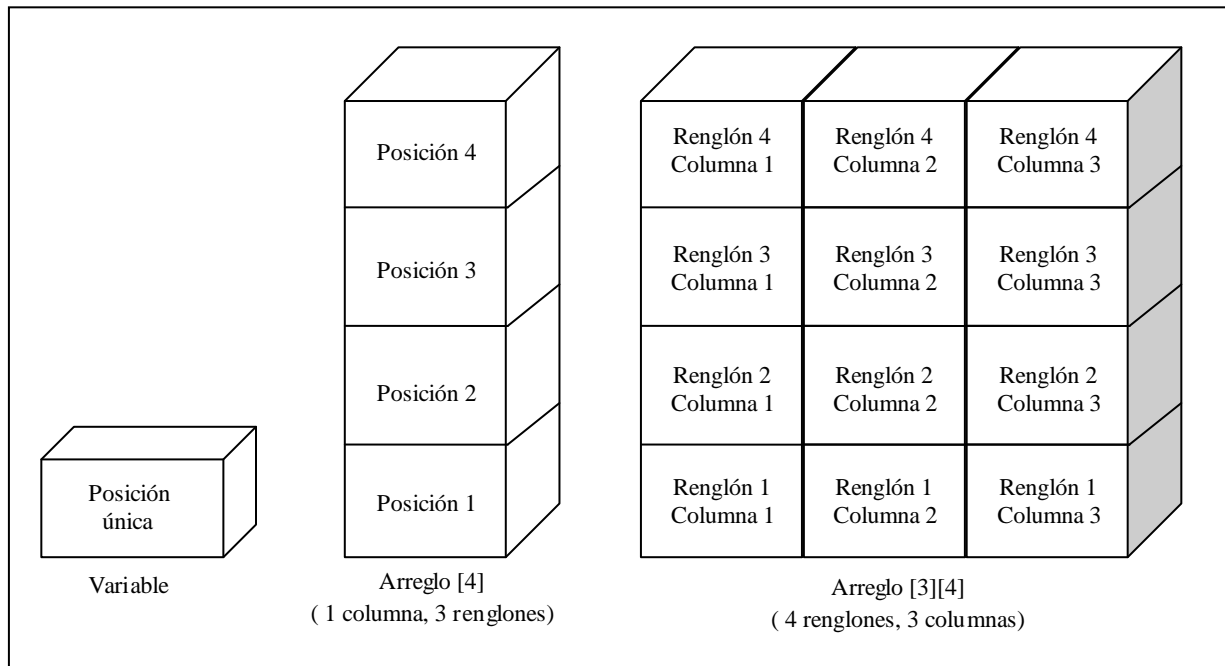 Posición
única
Variable
Posición 4
Posición 3
Posición 2
Posición 1
Arreglo [4]
( 1 columna, 3 renglones)
Renglón 4
Columna 1
Renglón 4
Columna 2
Renglón 4
Columna 3
Renglón 3
Columna 1
Renglón 3
Columna 2
Renglón 3
Columna 3
Renglón 2
Columna 1
Renglón 2
Columna 2
Renglón 2
Columna 3
Renglón 1
Columna 1
Renglón 1
Columna 2
Renglón 1
Columna 3
Arreglo [3][4]
( 4 renglones, 3 columnas)